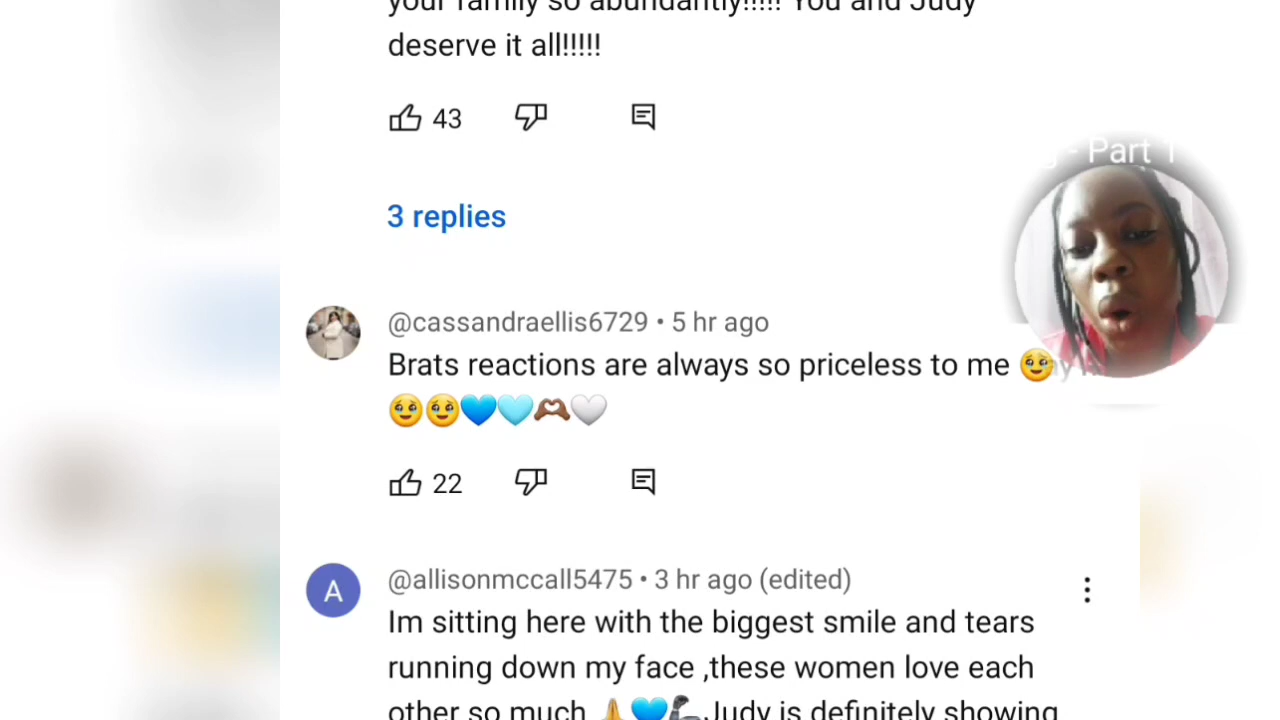 your family so abundantly!!!!! You and Judy
deserve it all!!!!!
43
3 replies
- Part 1
@cassandraellis6729 • 5 hr ago
Brats reactions are always so priceless to me 🥹
🥹🥹💙🩵🫶🏾🤍
22
A
@allisonmccall5475 • 3 hr ago (edited)
Im sitting here with the biggest smile and tears
running down my face ,these women love each
other so much 🙏💙💪Judy is definitely showing